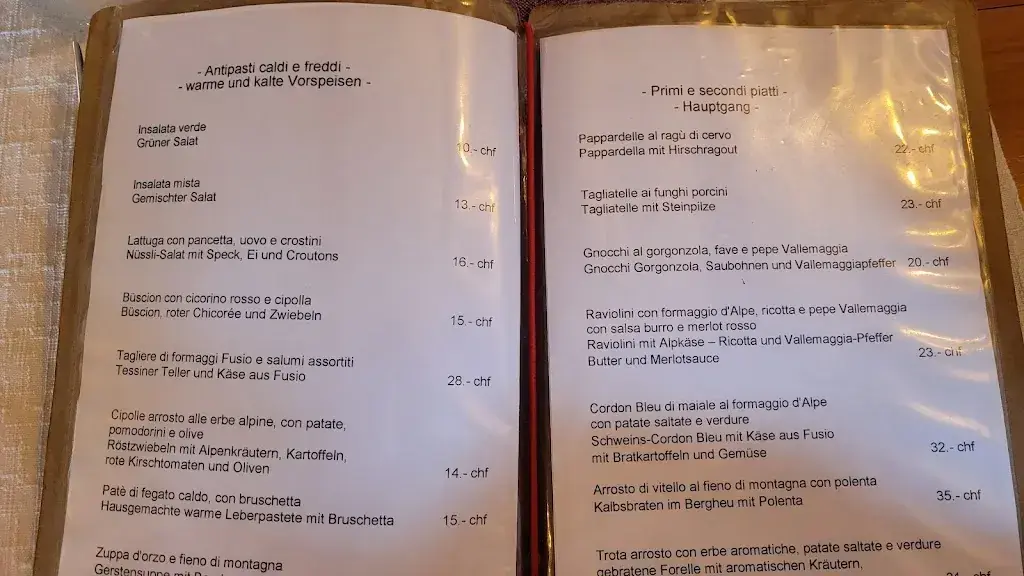 - Antipasti caldi e freddi -
- warme und kalte Vorspeisen -
Insalata verde
Grüner Salat
10.- chf
Insalata mista
Gemischter Salat
13.- chf
Lattuga con pancetta, uovo e crostini
Nüssli-Salat mit Speck, Ei und Croutons
16.- chf
Büscion con cicorino rosso e cipolla
Büscion, roter Chicorée und Zwiebeln
15.- chf
Tagliere di formaggi Fusio e salumi assortiti
Tessiner Teller und Käse aus Fusio
28.- chf
Cipolle arrosto alle erbe alpine, con patate,
pomodorini e olive
Röstzwiebeln mit Alpenkräutern, Kartoffeln,
rote Kirschtomaten und Oliven
14.- chf
Patè di fegato caldo, con bruschetta
Hausgemachte warme Leberpastete mit Bruschetta
15.- chf
Zuppa d'orzo e fieno di montagna
Gerstensuppe mit
- Primi e secondi piatti -
- Hauptgang -
Pappardelle al ragù di cervo
Pappardella mit Hirschragout
22.- chf
Tagliatelle ai funghi porcini
Tagliatelle mit Steinpilze
23.- chf
Gnocchi al gorgonzola, fave e pepe Vallemaggia
Gnocchi Gorgonzola, Saubohnen und Vallemaggiapfeffer 20.- chf
Raviolini con formaggio d'Alpe, ricotta e pepe Vallemaggia
con salsa burro e merlot rosso
Raviolini mit Alpkäse – Ricotta und Vallemaggia-Pfeffer
Butter und Merlotsauce
23.- chf
Cordon Bleu di maiale al formaggio d'Alpe
con patate saltate e verdure
Schweins-Cordon Bleu mit Käse aus Fusio
mit Bratkartoffeln und Gemüse
32.- chf
Arrosto di vitello al fieno di montagna con polenta
Kalbsbraten im Bergheu mit Polenta
35.- chf
Trota arrosto con erbe aromatiche, patate saltate e verdure
gebratene Forelle mit aromatischen Kräutern,